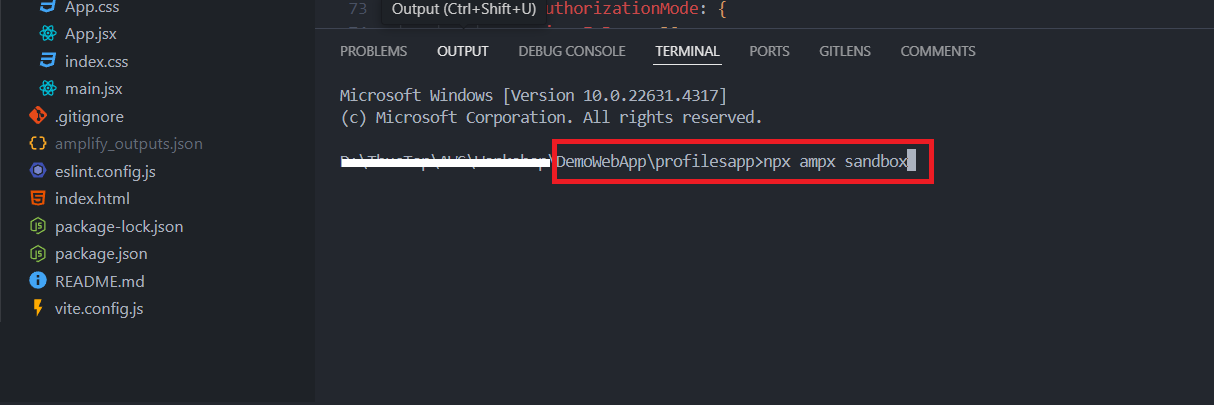 App.css
App.jsx
index.css
main.jsx
.gitignore
amplify_outputs.json
eslint.config.js
index.html
package-lock.json
package.json
README.md
vite.config.js
73
Output (Ctrl+Shift+U)
uthorizationMode: {
PROBLEMS OUTPUT DEBUG CONSOLE TERMINAL PORTS GITLENS COMMENTS
Microsoft Windows [Version 10.0.22631.4317]
(c) Microsoft Corporation. All rights reserved.
\DemoWebApp\profilesapp>npx ampx sandbox